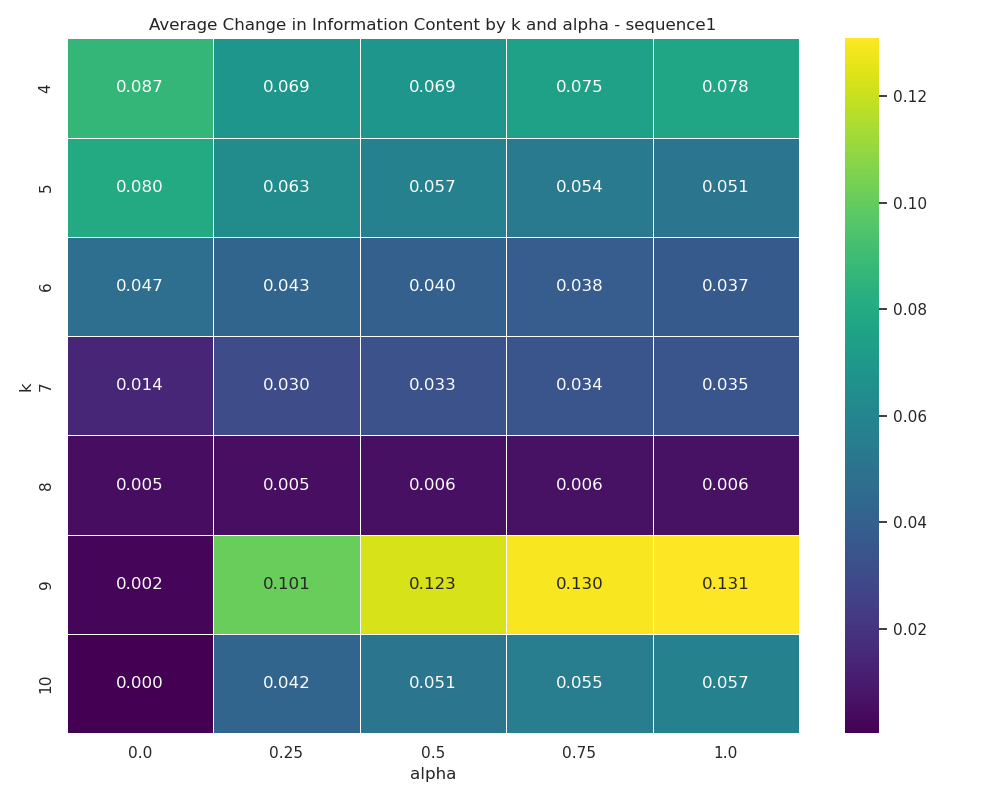 Average Change in Information Content by k and alpha - sequence1
4 0.087 0.069 0.069 0.075 0.078
5 0.080 0.063 0.057 0.054 0.051
6 0.047 0.043 0.040 0.038 0.037
7 0.014 0.030 0.033 0.034 0.035
8 0.005 0.005 0.006 0.006 0.006
9 0.002 0.101 0.123 0.130 0.131
10 0.000 0.042 0.051 0.055 0.057
k
0.0 0.25 0.5 0.75 1.0
alpha
0.12
0.10
0.08
0.06
0.04
0.02